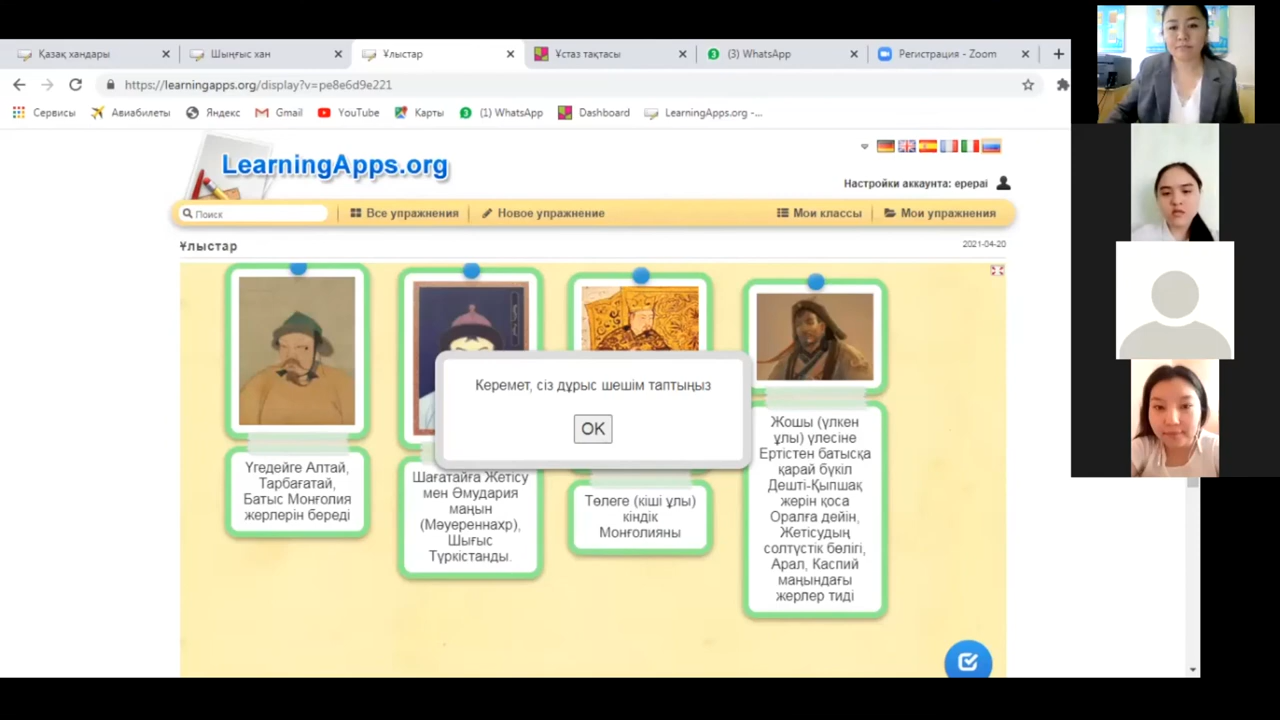 Қазақ хандары
Шыңғыс хан
Ұлыстар
Ұстаз тақтасы
(3) WhatsApp
Регистрация - Zoom
https://learningapps.org/display?v=pe8e6d9e221
Сервисы
Авиабилеты
Яндекс
Gmail
YouTube
Карты
(1) WhatsApp
Dashboard
LearningApps.org -...
LearningApps.org
Настройки аккаунта: epepai
Поиск
Все упражнения
Новое упражнение
Мои классы
Мои упражнения
Ұлыстар
2021-04-20
Керемет, сіз дұрыс шешім таптыңыз
OK
Үгедейге Алтай,
Тарбағатай,
Батыс Монғолия
жерлерін береді
Шағатайға Жетісу
мен Әмудария
маңын
(Мәуереннахр),
Шығыс
Түркістанды.
Төлеге (кіші ұлы)
кіндік
Монғолияны
Жошы (үлкен
ұлы) үлесіне
Ертістен батысқа
қарай бүкіл
Дешті-Қыпшақ
жерін қоса
Оралға дейін,
Жетісудың
солтүстік бөлігі,
Арал, Каспий
маңындағы
жерлер тиді